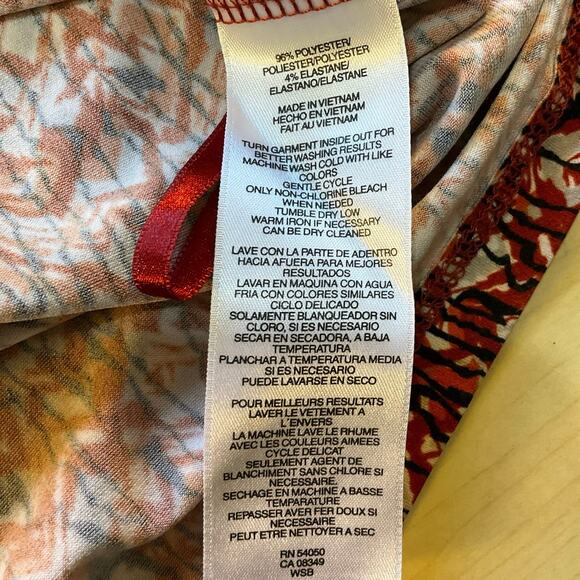 96% POLYESTER/
POLIESTER/POLYESTER
4% ELASTANE/
ELASTANO/ELASTANE
MADE IN VIETNAM
HECHO EN VIETNAM
FAIT AU VIETNAM
TURN GARMENT INSIDE OUT FOR
BETTER WASHING RESULTS
MACHINE WASH COLD WITH LIKE
COLORS
GENTLE CYCLE
ONLY NON-CHLORINE BLEACH
WHEN NEEDED
TUMBLE DRY LOW
WARM IRON IF NECESSARY
CAN BE DRY CLEANED
LAVE CON LA PARTE DE ADENTRO
HACIA AFUERA PARA MEJORES
RESULTADOS
LAVAR EN MAQUINA CON AGUA
FRIA CON COLORES SIMILARES
CICLO DELICADO
SOLAMENTE BLANQUEADOR SIN
CLORO, SI ES NECESARIO
SECAR EN SECADORA, A BAJA
TEMPERATURA
PLANCHAR A TEMPERATURA MEDIA
SI ES NECESARIO
PUEDE LAVARSE EN SECO
POUR MEILLEURS RESULTATS
LAVER LE VETEMENT A
L'ENVERS
LA MACHINE LAVE LE RHUME
AVEC LES COULEURS AIMEES
CYCLE DELICAT
SEULEMENT AGENT DE
BLANCHIMENT SANS CHLORE SI
NECESSAIRE.
SECHAGE EN MACHINE A BASSE
TEMPARATURE
REPASSER AVER FER DOUX SI
NECESSAIRE
PEUT ETRE NETTOYER A SEC
RN 54050
CA 08349
WSB